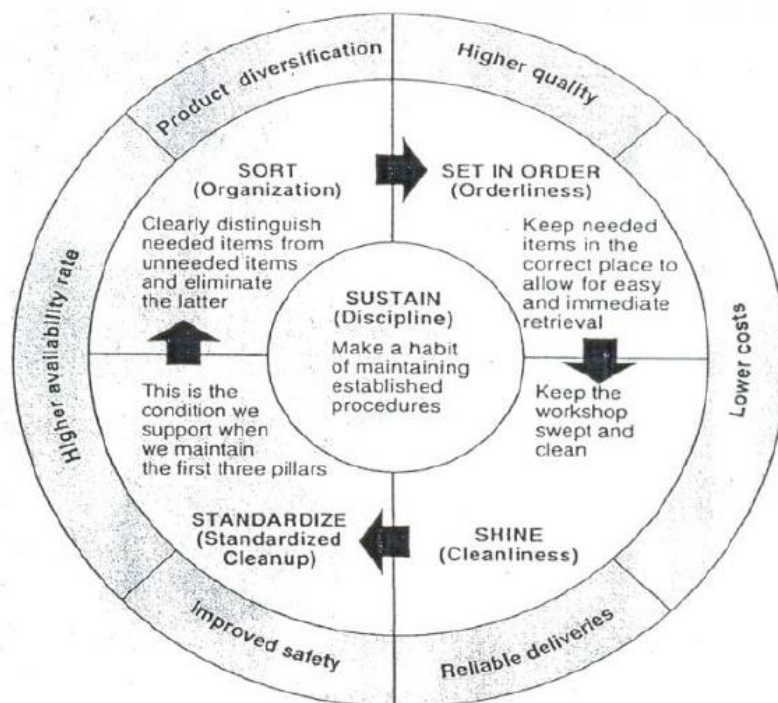 Product diversification
Higher quality
Lower costs
Reliable deliveries
Improved safety
Higher availability rate
SORT
(Organization)
Clearly distinguish
needed items from
unneeded items
and eliminate
the latter
SET IN ORDER
(Orderliness)
Keep needed
items in the
correct place to
allow for easy
and immediate
retrieval
SUSTAIN
(Discipline)
Make a habit
of maintaining
established
procedures
Keep the
workshop
swept and
clean
SHINE
(Cleanliness)
This is the
condition we
support when
we maintain
the first three pillars
STANDARDIZE
(Standardized
Cleanup)